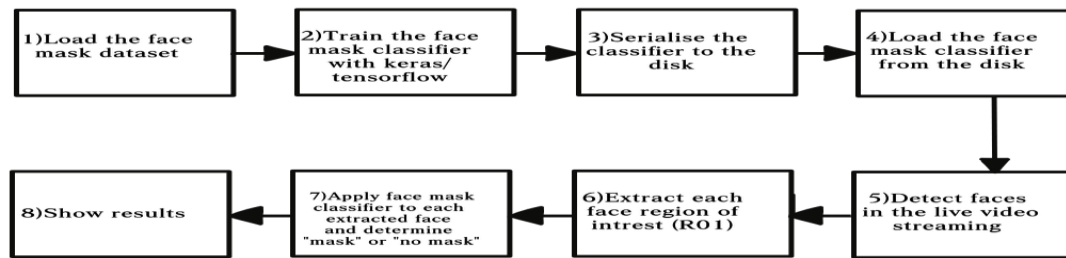 1)Load the face
mask dataset
2)Train the face
mask classifier
with keras/
tensorflow
3)Serialise the
classifier to the
disk
4)Load the face
mask classifier
from the disk
5)Detect faces
in the live video
streaming
6)Extract each
face region of
intrest (RO1)
7)Apply face mask
classifier to each
extracted face
and determine
"mask" or "no mask"
8)Show results